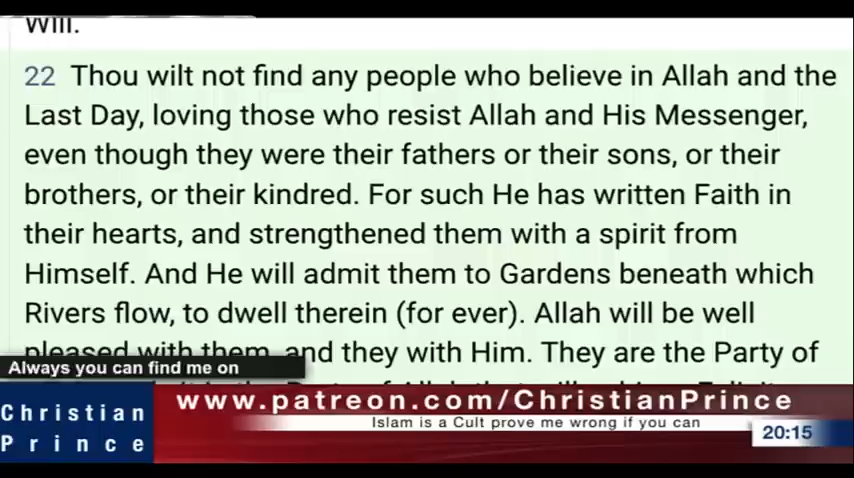 Will.
22 Thou wilt not find any people who believe in Allah and the
Last Day, loving those who resist Allah and His Messenger,
even though they were their fathers or their sons, or their
brothers, or their kindred. For such He has written Faith in
their hearts, and strengthened them with a spirit from
Himself. And He will admit them to Gardens beneath which
Rivers flow, to dwell therein (for ever). Allah will be well
pleased with them, and they with Him. They are the Party of
Always you can find me on
www.patreon.com/ChristianPrince
Christian
Prince
Islam is a Cult prove me wrong if you can
20:15